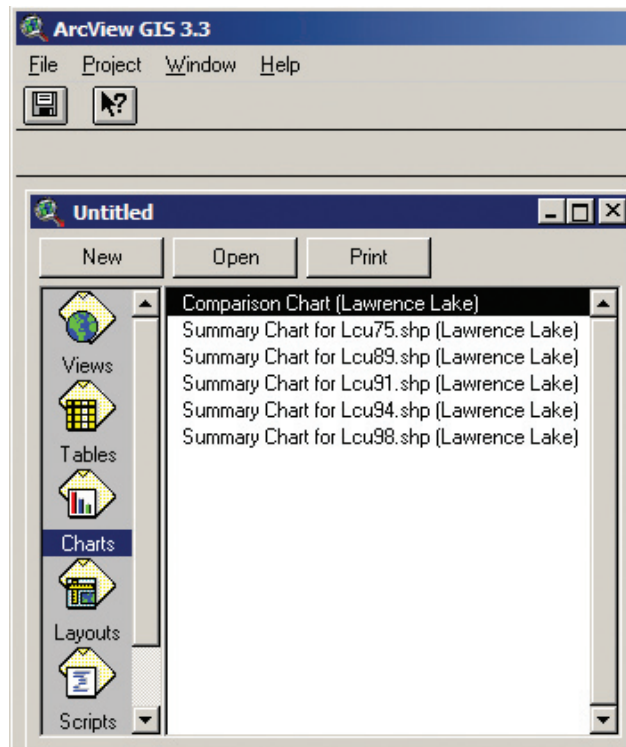 ArcView GIS 3.3
File Project Window Help
Untitled
New Open Print
Views
Tables
Charts
Layouts
Scripts
Comparison Chart (Lawrence Lake)
Summary Chart for Lcu75.shp (Lawrence Lake)
Summary Chart for Lcu89.shp (Lawrence Lake)
Summary Chart for Lcu91.shp (Lawrence Lake)
Summary Chart for Lcu94.shp (Lawrence Lake)
Summary Chart for Lcu98.shp (Lawrence Lake)